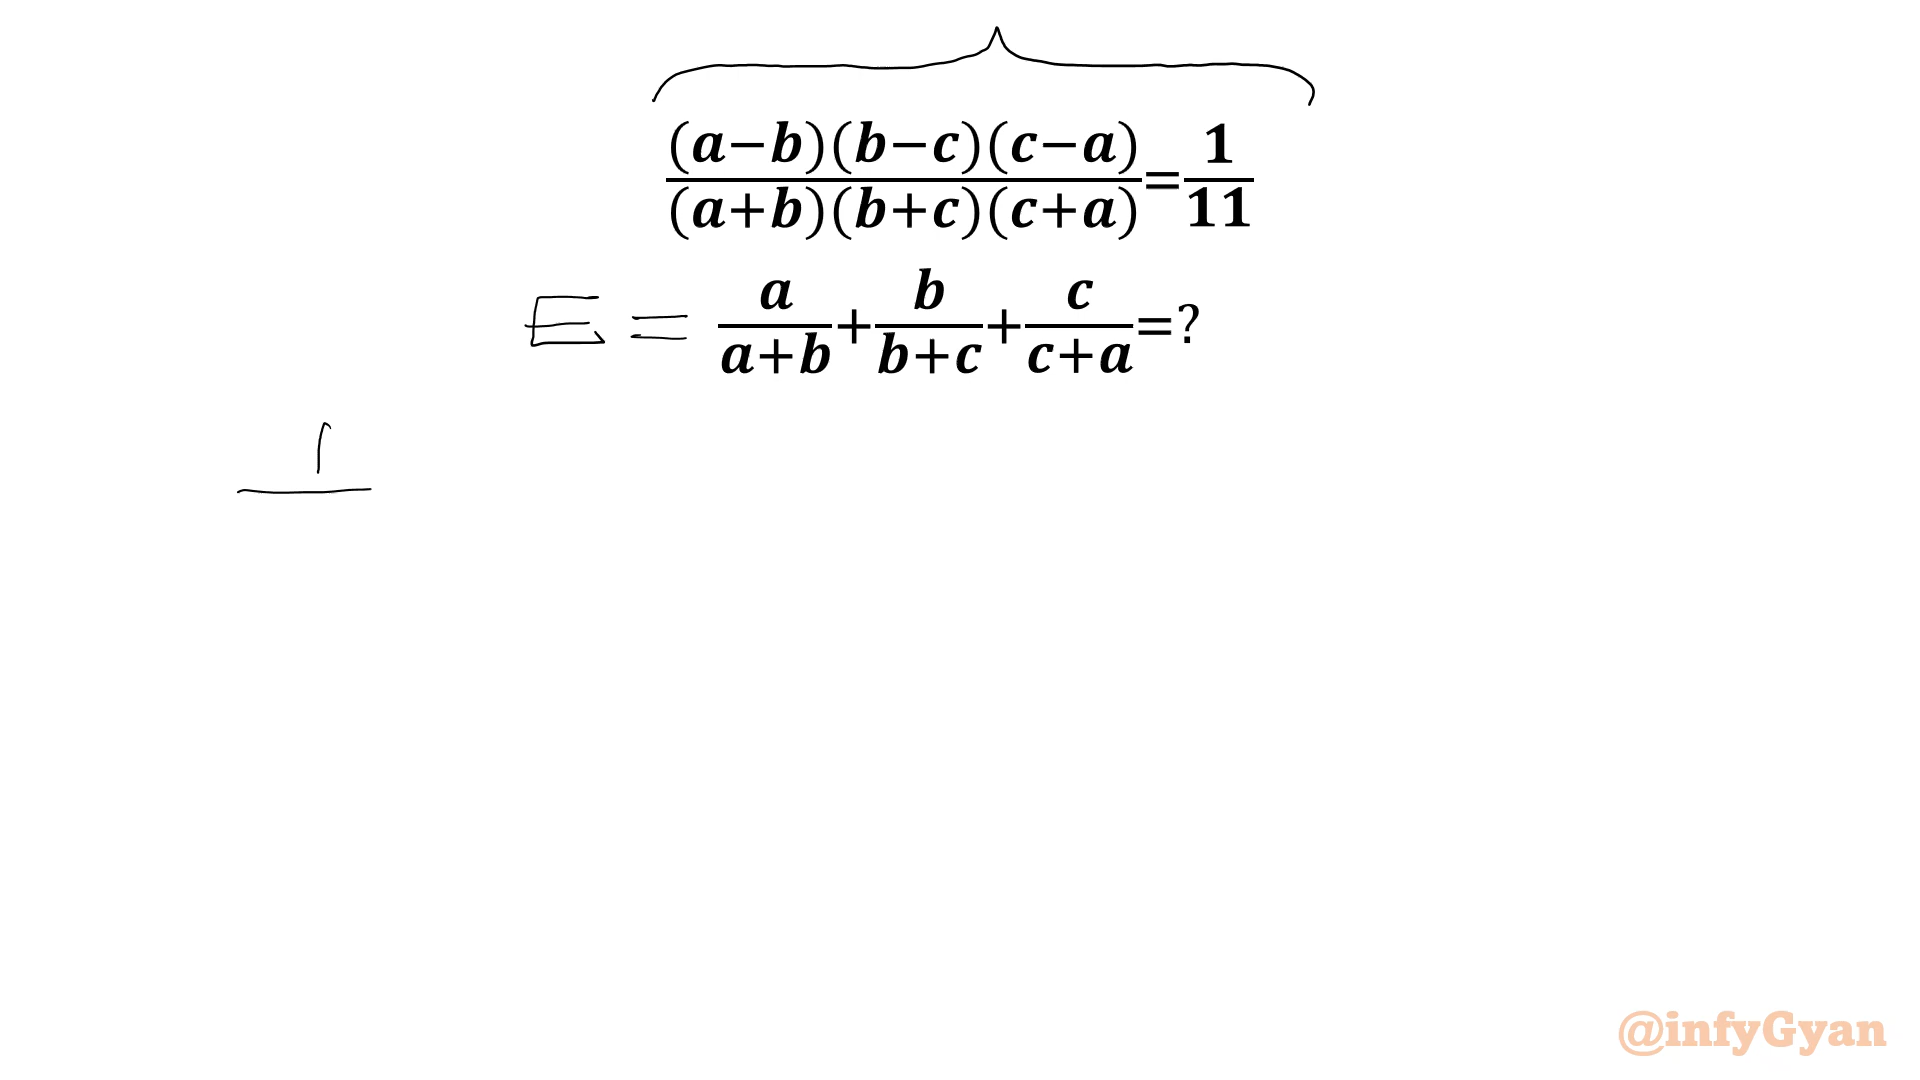 (a−b)(b−c)(c−a)/(a+b)(b+c)(c+a)=1/11
E = a/a+b+b/b+c+c/c+a=?
1
@infyGyan